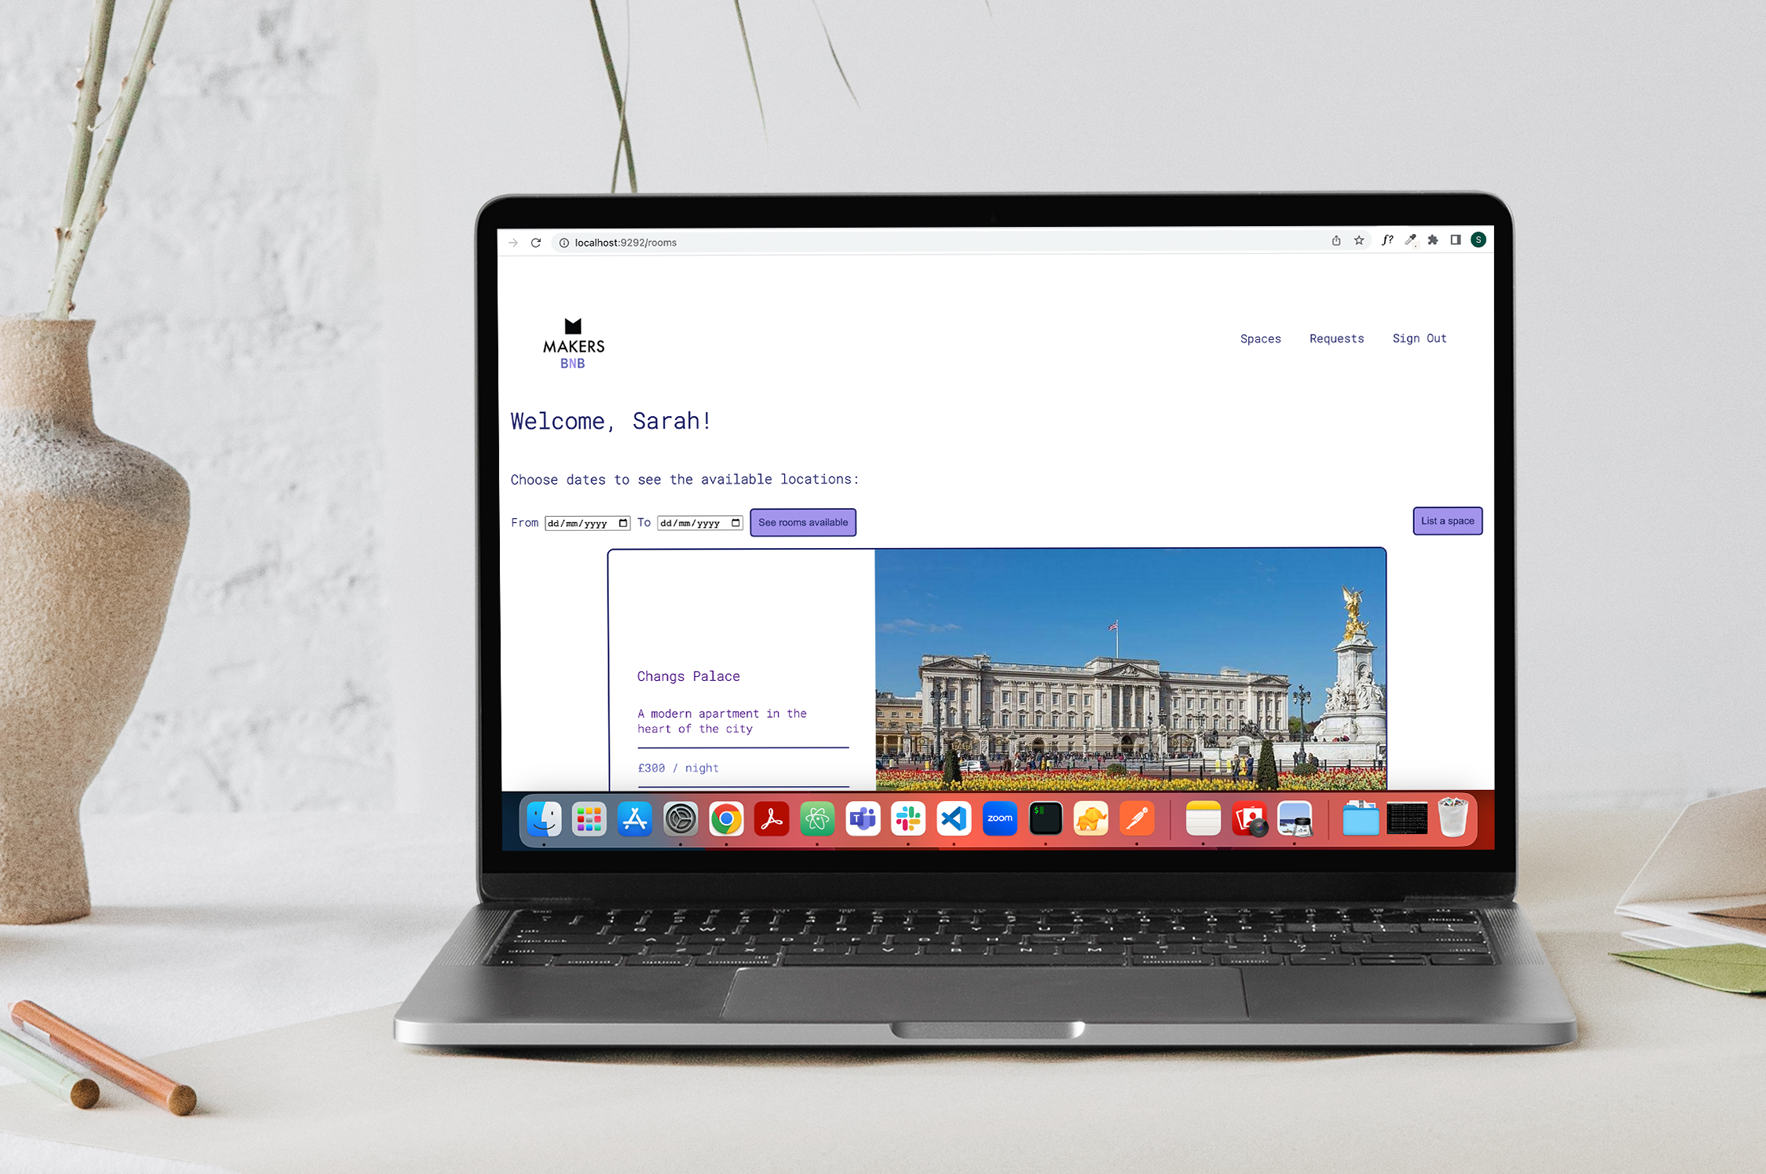 localhost:9292/rooms
f?
S
MAKERS
BNB
Spaces Requests Sign Out
Welcome, Sarah!
Choose dates to see the available locations:
From dd/mm/yyyy To dd/mm/yyyy See rooms available List a space
Changs Palace
A modern apartment in the
heart of the city
£300 / night
zoom